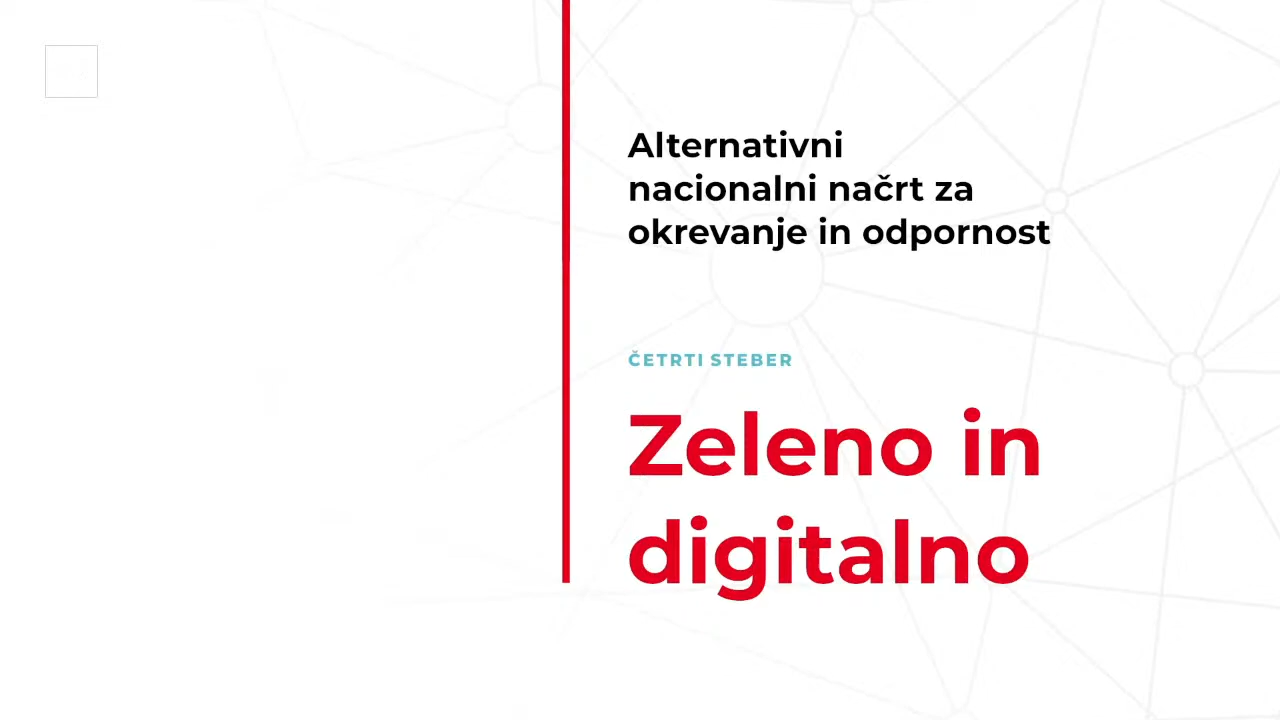 Alternativni
nacionalni načrt za
okrevanje in odpornost
ČETRTI STEBER
Zeleno in
digitalno